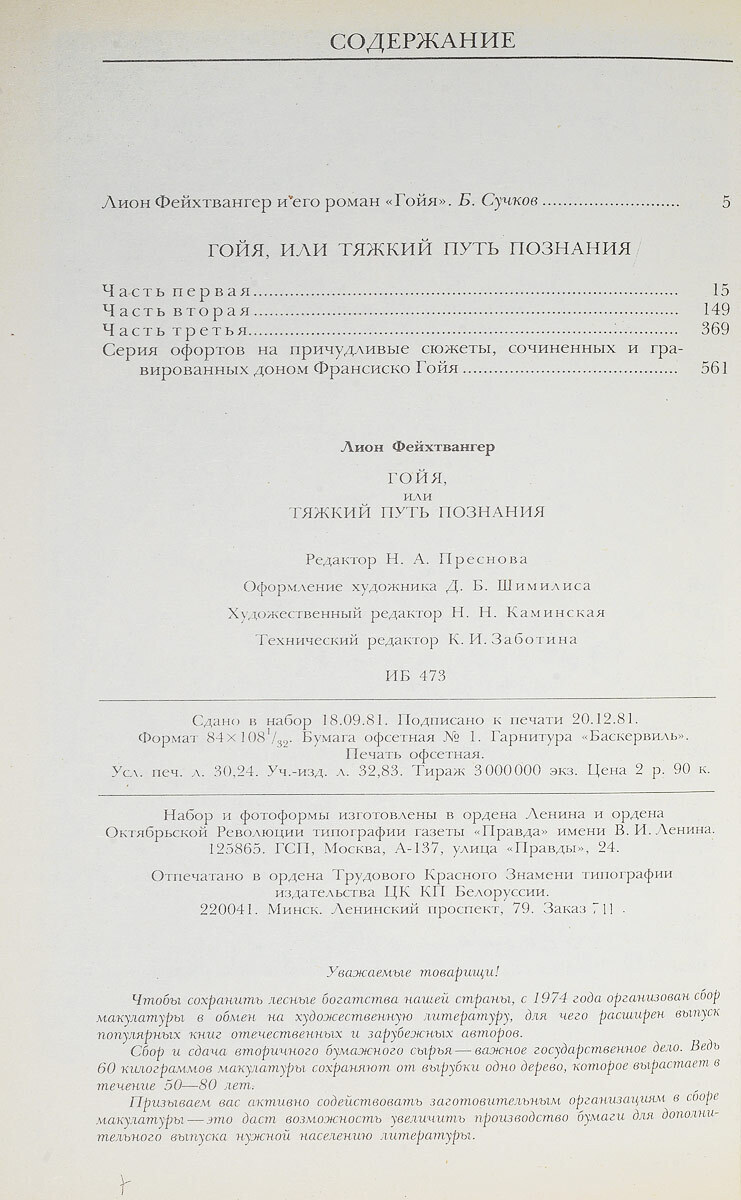 СОДЕРЖАНИЕ
Лион Фейхтвангер и его роман «Гойя». Б. Сучков ........................... 5
ГОЙЯ, ИЛИ ТЯЖКИЙ ПУТЬ ПОЗНАНИЯ
Часть первая........................................................................ 15
Часть вторая........................................................................ 149
Часть третья........................................................................ 369
Серия офортов на причудливые сюжеты, сочиненных и гра-
вированных доном Франсиско Гойя ........................................... 561
Лион Фейхтвангер
ГОЙЯ,
ИЛИ
ТЯЖКИЙ ПУТЬ ПОЗНАНИЯ
Редактор Н. А. Преснова
Оформление художника Д. Б. Шимилиса
Художественный редактор Н. Н. Каминская
Технический редактор К. И. Заботина
ИБ 473
Сдано в набор 18.09.81. Подписано к печати 20.12.81.
Формат 84×108 1/32. Бумага офсетная № 1. Гарнитура «Баскервиль».
Печать офсетная.
Усл. печ. л. 30,24. Уч.-изд. л. 32,83. Тираж 3 000 000 экз. Цена 2 р. 90 к.
Набор и фотоформы изготовлены в ордена Ленина и ордена
Октябрьской Революции типографии газеты «Правда» имени В. И. Ленина.
125865. ГСП, Москва, А-137, улица «Правды», 24.
Отпечатано в ордена Трудового Красного Знамени типографии
издательства ЦК КП Белоруссии.
220041. Минск. Ленинский проспект, 79. Заказ 711 .
Уважаемые товарищи!
Чтобы сохранить лесные богатства нашей страны, с 1974 года организован сбор
макулатуры в обмен на художественную литературу, для чего расширен выпуск
популярных книг отечественных и зарубежных авторов.
Сбор и сдача вторичного бумажного сырья — важное государственное дело. Ведь
60 килограммов макулатуры сохраняют от вырубки одно дерево, которое вырастает в
течение 50—80 лет.
Призываем вас активно содействовать заготовительным организациям в сборе
макулатуры — это даст возможность увеличить производство бумаги для дополни-
тельного выпуска нужной населению литературы.